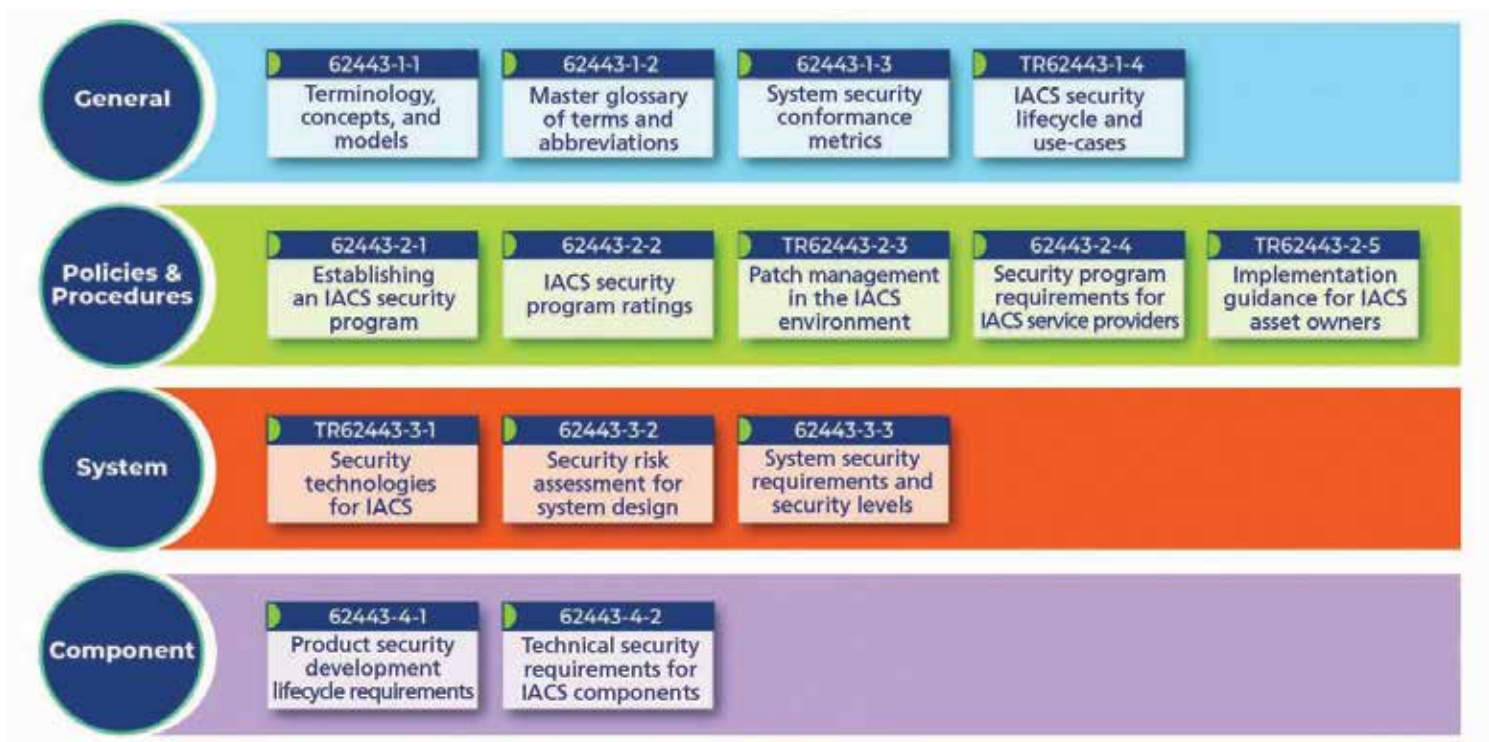 General
62443-1-1
Terminology,
concepts, and
models
62443-1-2
Master glossary
of terms and
abbreviations
62443-1-3
System security
conformance
metrics
TR62443-1-4
IACS security
lifecycle and
use-cases
Policies &
Procedures
62443-2-1
Establishing
an IACS security
program
62443-2-2
IACS security
program ratings
TR62443-2-3
Patch management
in the IACS
environment
62443-2-4
Security program
requirements for
IACS service providers
TR62443-2-5
Implementation
guidance for IACS
asset owners
System
TR62443-3-1
Security
technologies
for IACS
62443-3-2
Security risk
assessment for
system design
62443-3-3
System security
requirements and
security levels
Component
62443-4-1
Product security
development
lifecycle requirements
62443-4-2
Technical security
requirements for
IACS components